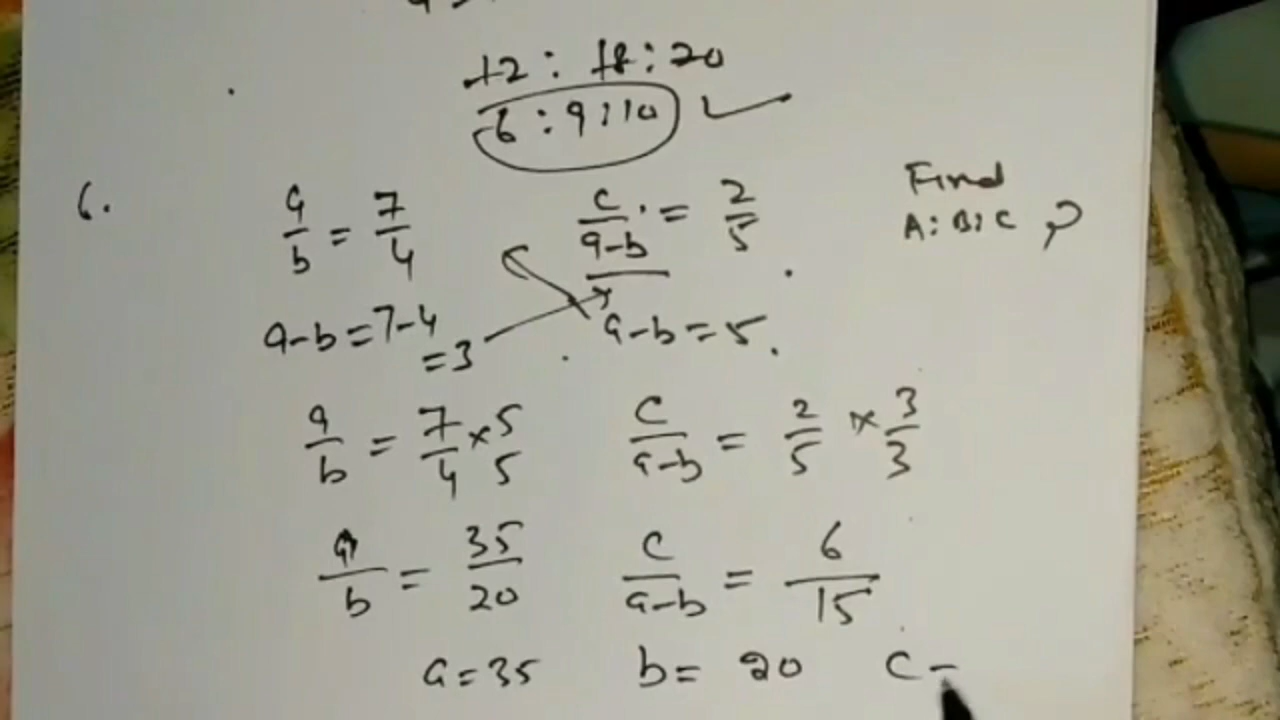 12 : 18 : 20
6 : 9 : 10
6. a/b = 7/4 c/a-b = 2/5 Find A:B:C ?
a-b = 7-4 = 3 a-b = 5.
a/b = 7/4 × 5/5 c/a-b = 2/5 × 3/3
a/b = 35/20 c/a-b = 6/15
a = 35 b = 20 c =